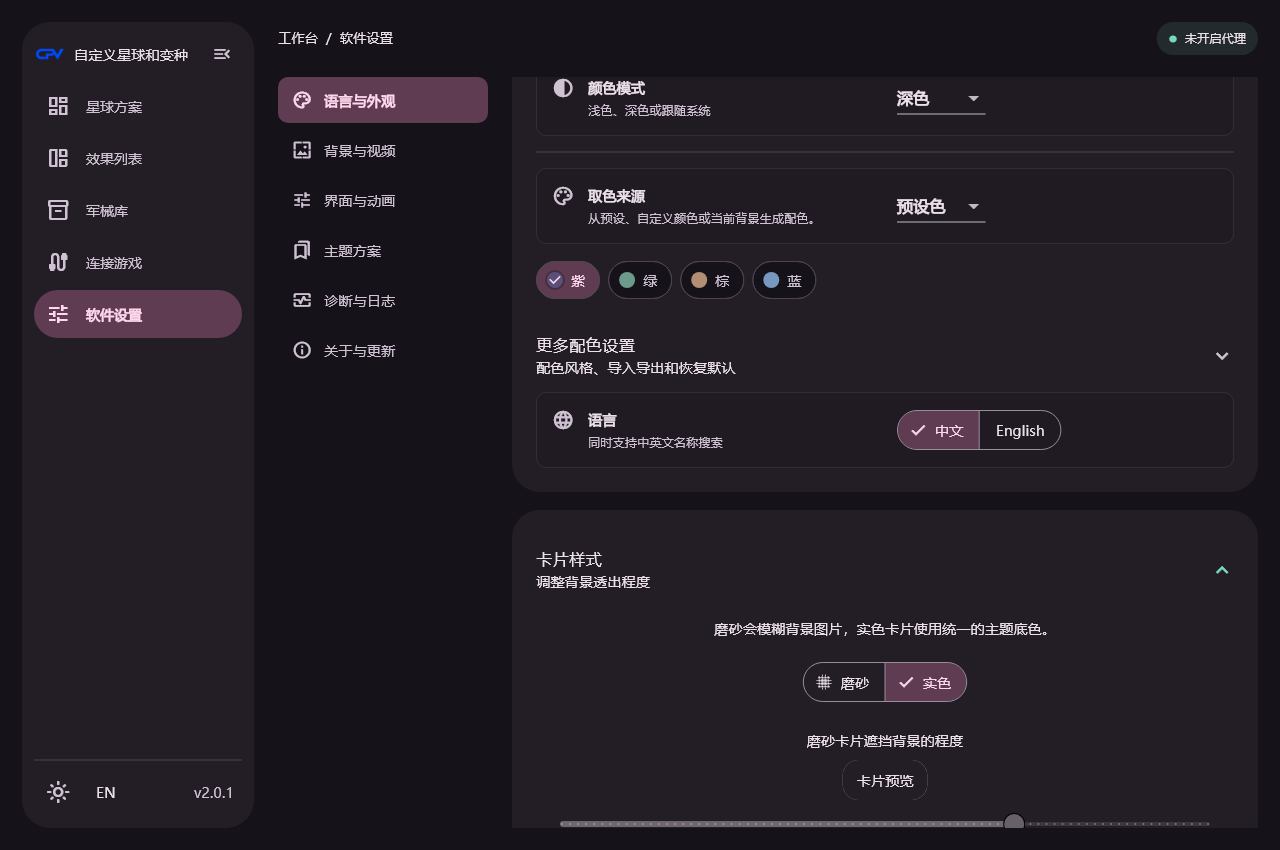 CPV 自定义星球和变种
星球方案
效果列表
军械库
连接游戏
软件设置
EN
v2.0.1
工作台 / 软件设置
未开启代理
语言与外观
背景与视频
界面与动画
主题方案
诊断与日志
关于与更新
颜色模式
浅色、深色或跟随系统
深色
取色来源
从预设、自定义颜色或当前背景生成配色。
预设色
紫
绿
棕
蓝
更多配色设置
配色风格、导入导出和恢复默认
语言
同时支持中英文名称搜索
中文
English
卡片样式
调整背景透出程度
磨砂会模糊背景图片，实色卡片使用统一的主题底色。
磨砂
实色
磨砂卡片遮挡背景的程度
卡片预览